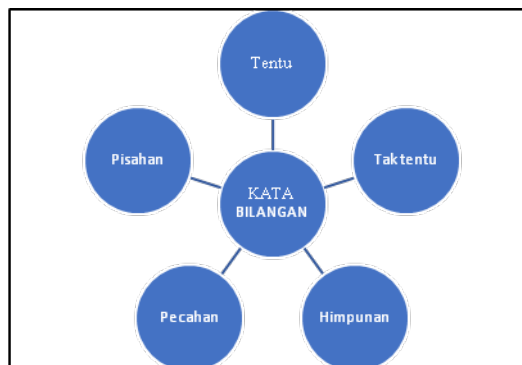 Tentu
Pisahan
Taktentu
KATA
BILANGAN
Pecahan
Himpunan